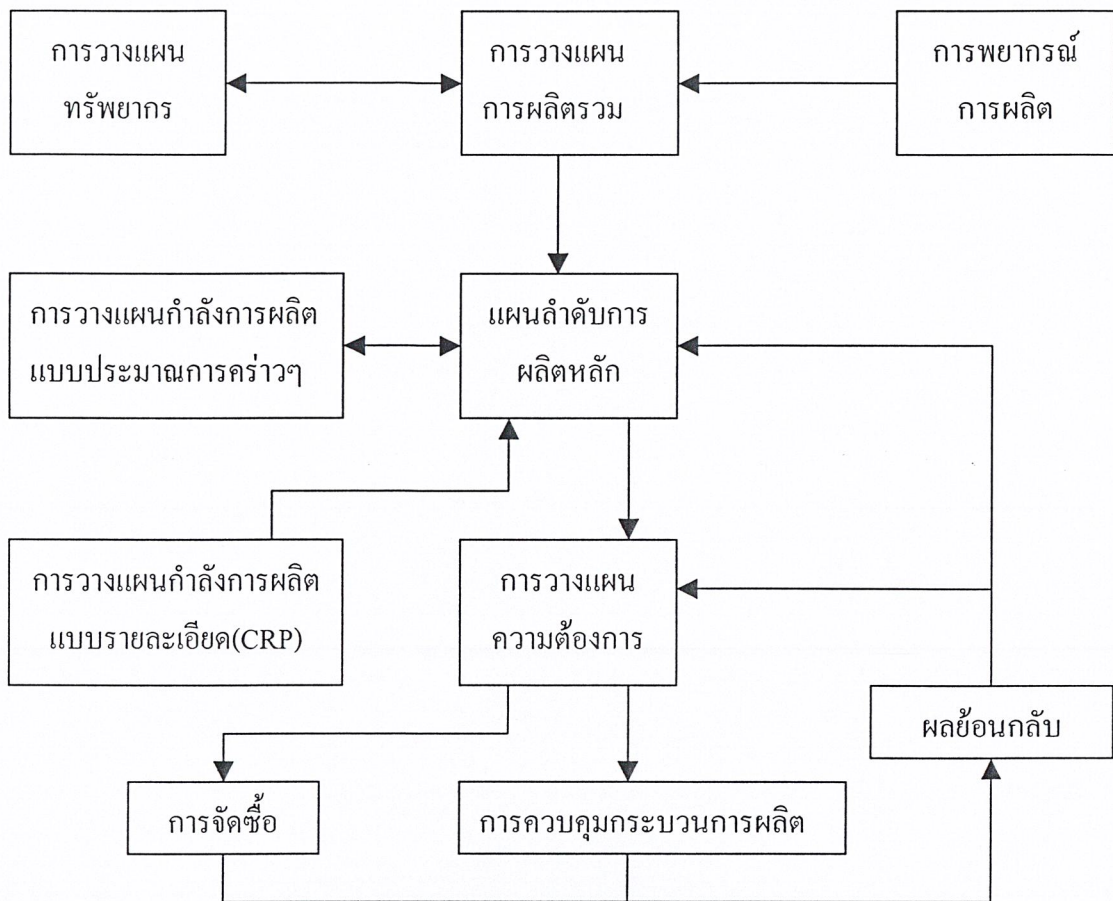 การวางแผน
ทรัพยากร
การวางแผน
การผลิตรวม
การพยากรณ์
การผลิต
การวางแผนกำลังการผลิต
แบบประมาณการคร่าวๆ
แผนลำดับการ
ผลิตหลัก
การวางแผนกำลังการผลิต
แบบรายละเอียด(CRP)
การวางแผน
ความต้องการ
ผลย้อนกลับ
การจัดซื้อ
การควบคุมกระบวนการผลิต